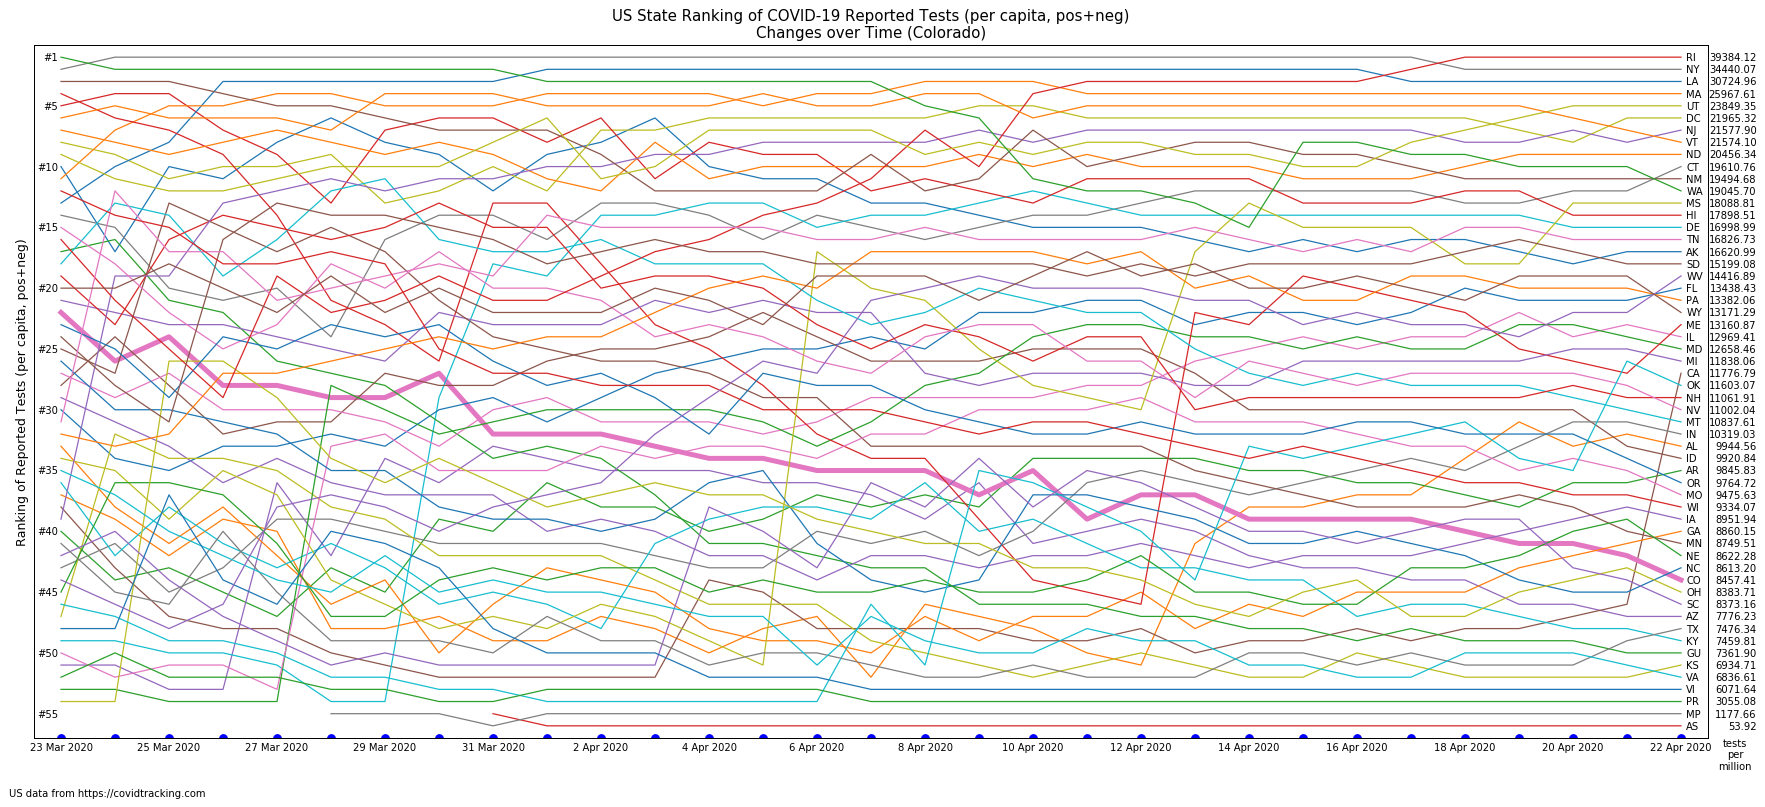 US State Ranking of COVID-19 Reported Tests (per capita, pos+neg)
Changes over Time (Colorado)
Ranking of Reported Tests (per capita, pos+neg)
#1
#5
#10
#15
#20
#25
#30
#35
#40
#45
#50
#55
RI 39384.12
NY 34440.07
LA 30724.96
MA 25967.61
UT 23849.35
DC 21965.32
NJ 21577.90
VT 21574.10
ND 20456.34
CT 19610.76
NM 19494.68
WA 19045.70
MS 18088.81
HI 17898.51
DE 16998.99
TN 16826.73
AK 16620.99
SD 15199.08
WV 14416.89
FL 13438.43
PA 13382.06
WY 13171.29
ME 13160.87
IL 12969.41
MD 12658.46
MI 11838.06
CA 11776.79
OK 11603.07
NH 11061.91
NV 11002.04
MT 10837.61
IN 10319.03
AL 9944.56
ID 9920.84
AR 9845.83
OR 9764.72
MO 9475.63
WI 9334.07
IA 8951.94
GA 8860.15
MN 8749.51
NE 8622.28
NC 8613.20
CO 8457.41
OH 8383.71
SC 8373.16
AZ 7776.23
TX 7476.34
KY 7459.81
GU 7361.90
KS 6934.71
VA 6836.61
VI 6071.64
PR 3055.08
MP 1177.66
AS 53.92
23 Mar 2020 25 Mar 2020 27 Mar 2020 29 Mar 2020 31 Mar 2020 2 Apr 2020 4 Apr 2020 6 Apr 2020 8 Apr 2020 10 Apr 2020 12 Apr 2020 14 Apr 2020 16 Apr 2020 18 Apr 2020 20 Apr 2020 22 Apr 2020
tests
per
million
US data from https://covidtracking.com